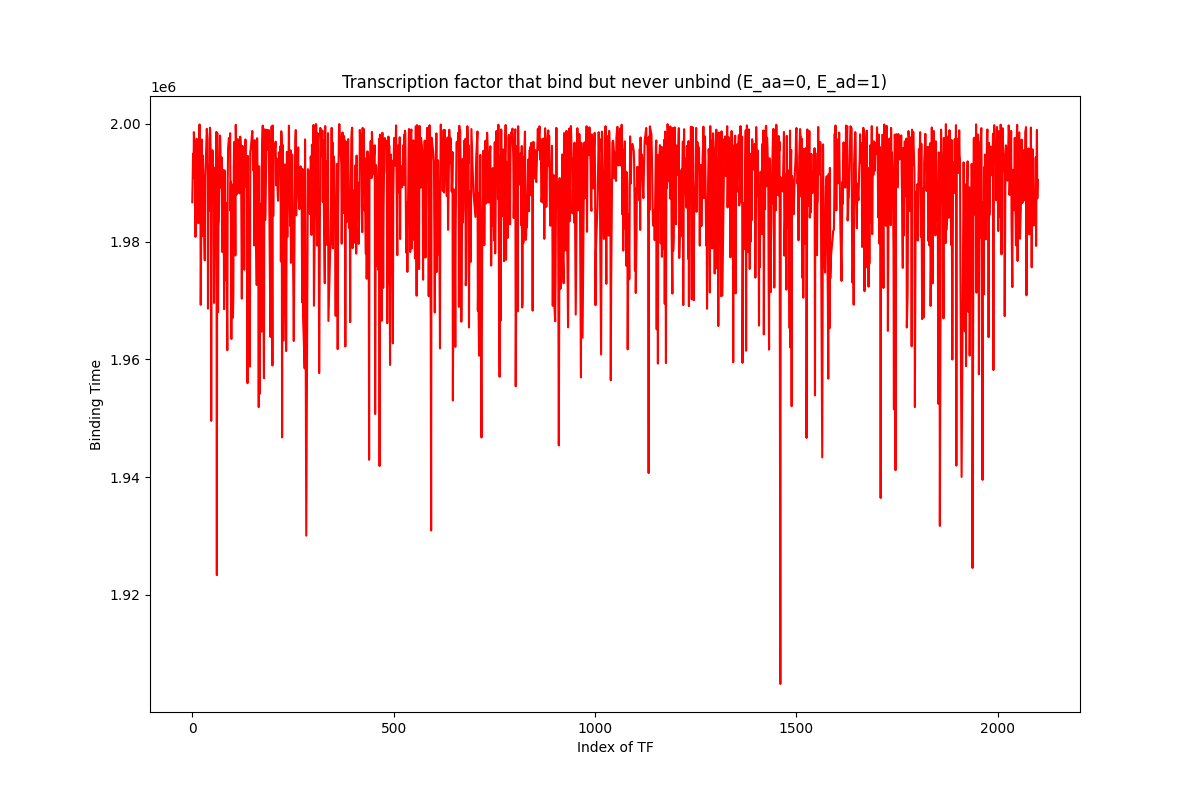 Transcription factor that bind but never unbind (E_aa=0, E_ad=1)
1e6
2.00
1.98
1.96
1.94
1.92
Binding Time
0 500 1000 1500 2000
Index of TF